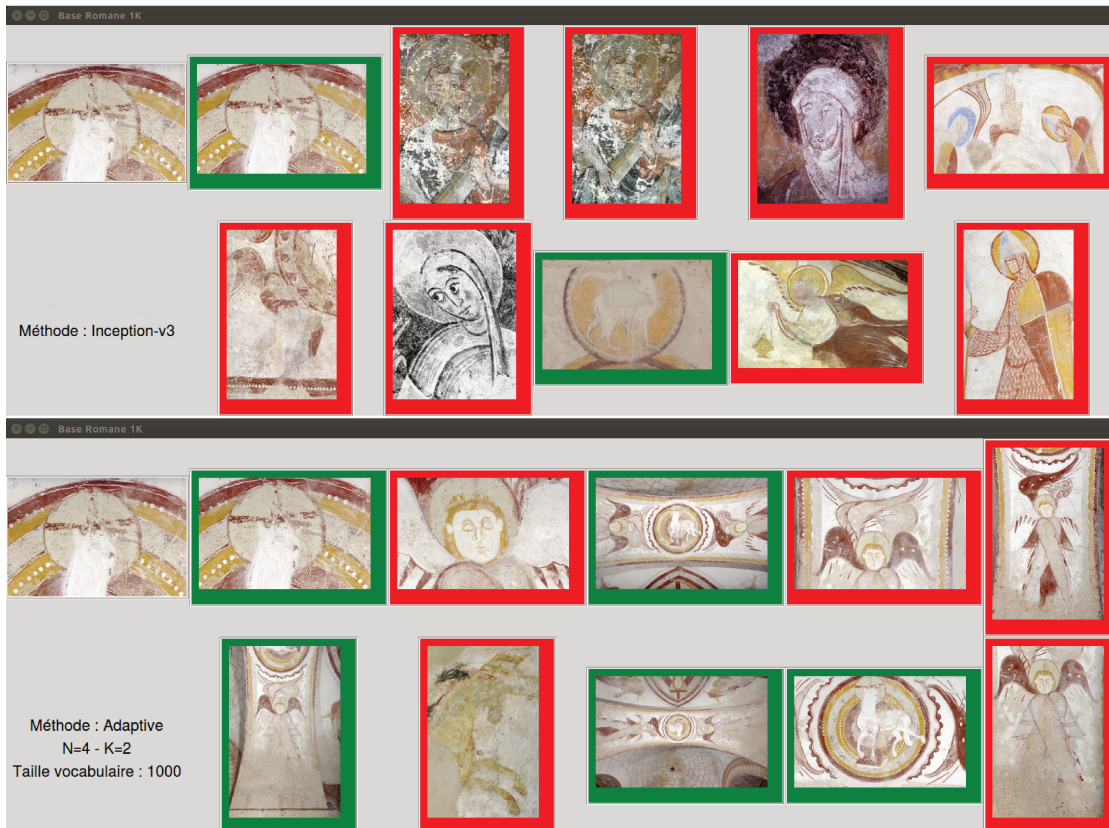 Base Romane 1K
Méthode : Inception-v3
Base Romane 1K
Méthode : Adaptive
N=4 - K=2
Taille vocabulaire : 1000